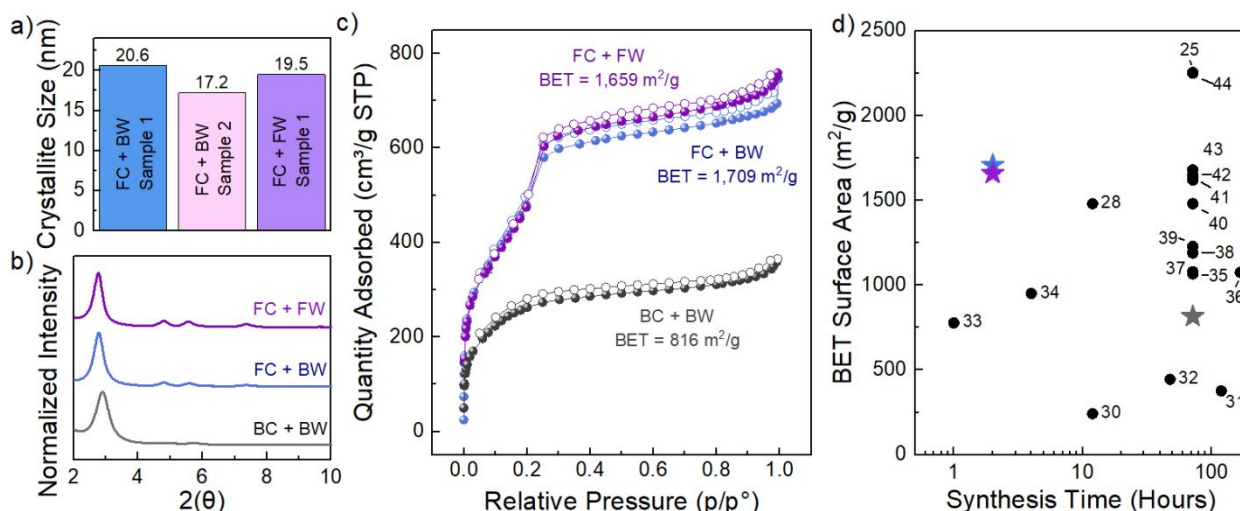 a)
Crystallite Size (nm)
20
15
10
5
0
20.6
17.2
19.5
FC + BW
Sample 1
FC + BW
Sample 2
FC + FW
Sample 1
b)
Normalized Intensity
FC + FW
FC + BW
BC + BW
2 4 6 8 10
2(θ)
c)
Quantity Adsorbed (cm³/g STP)
800
600
400
200
0
FC + FW
BET = 1,659 m²/g
FC + BW
BET = 1,709 m²/g
BC + BW
BET = 816 m²/g
0.0 0.2 0.4 0.6 0.8 1.0
Relative Pressure (p/p°)
d)
BET Surface Area (m²/g)
2500
2000
1500
1000
500
0
25
44
43
42
41
40
28
39
38
37
35
36
34
33
32
31
30
1 10 100
Synthesis Time (Hours)